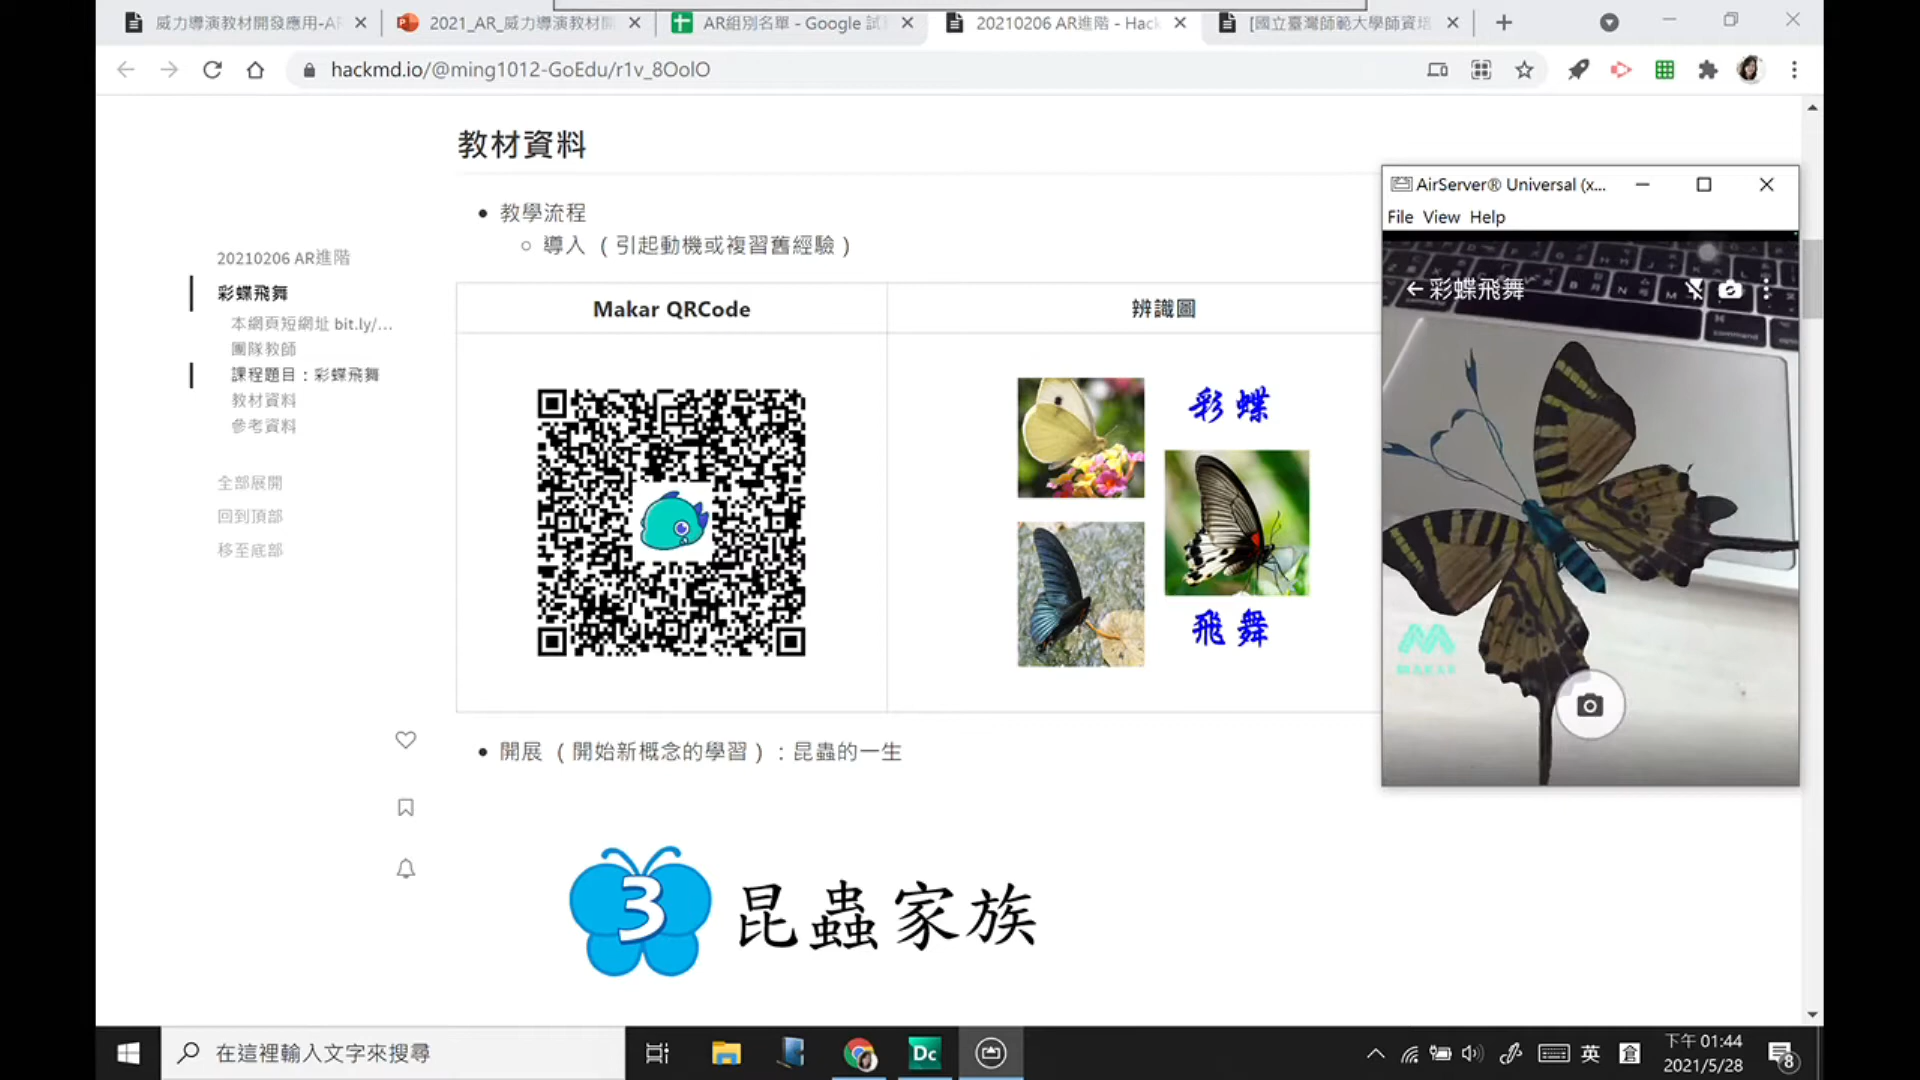 威力導演教材開發應用-AR
2021_AR_威力導演教材開
AR組別名單 - Google 試
20210206 AR進階 - Hack
[國立臺灣師範大學師資培
hackmd.io/@ming1012-GoEdu/r1v_8OolO
教材資料
教學流程
導入 （引起動機或複習舊經驗）
20210206 AR進階
彩蝶飛舞
本網頁短網址 bit.ly/...
團隊教師
課程題目：彩蝶飛舞
教材資料
參考資料
全部展開
回到頂部
移至底部
Makar QRCode
辨識圖
彩蝶
飛舞
AirServer® Universal (x...
File View Help
彩蝶飛舞
command
開展 （開始新概念的學習）：昆蟲的一生
3 昆蟲家族
在這裡輸入文字來搜尋
Dc
英
倉
下午 01:44
2021/5/28
8